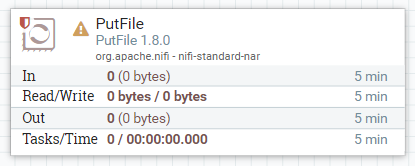 PutFile
PutFile 1.8.0
org.apache.nifi - nifi-standard-nar
In 0 (0 bytes) 5 min
Read/Write 0 bytes / 0 bytes 5 min
Out 0 (0 bytes) 5 min
Tasks/Time 0 / 00:00:00.000 5 min